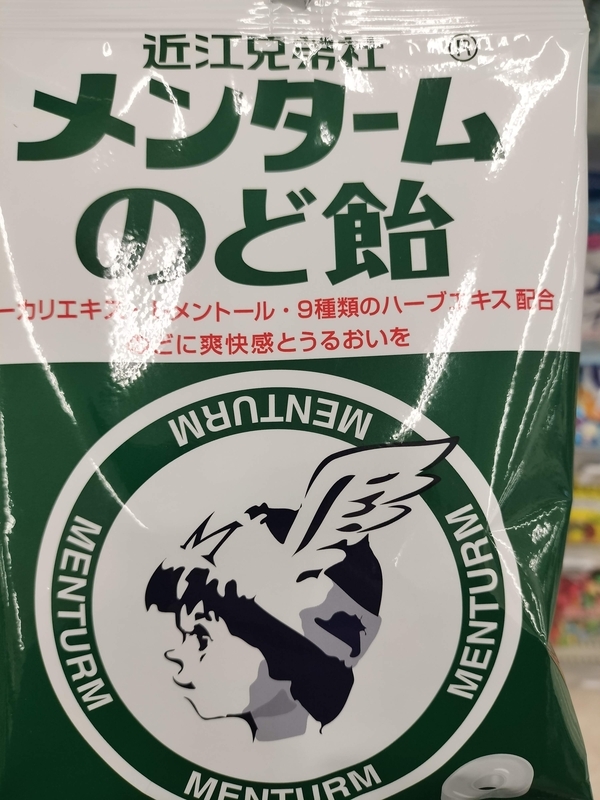 近江兄弟社
®
メンターム
のど飴
ーカリエキス・l-メントール・9種類のハーブエキス配合
のどに爽快感とうるおいを
MENTURM
MENTURM
MENTURM
MENTURM